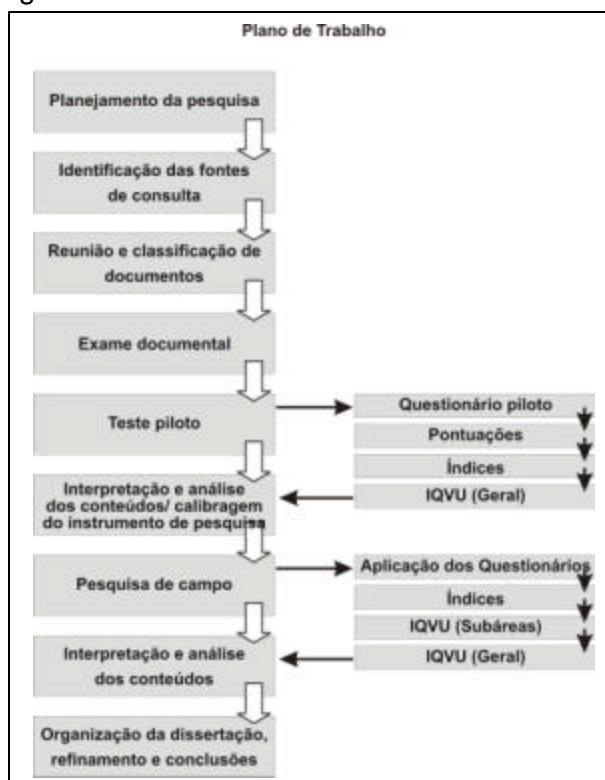 Plano de Trabalho
Planejamento da pesquisa
Identificação das fontes
de consulta
Reunião e classificação de
documentos
Exame documental
Teste piloto
Questionário piloto
Pontuações
Índices
IQVU (Geral)
Interpretação e análise
dos conteúdos/ calibragem
do instrumento de pesquisa
Pesquisa de campo
Aplicação dos Questionários
Índices
IQVU (Subáreas)
IQVU (Geral)
Interpretação e análise
dos conteúdos
Organização da dissertação,
refinamento e conclusões